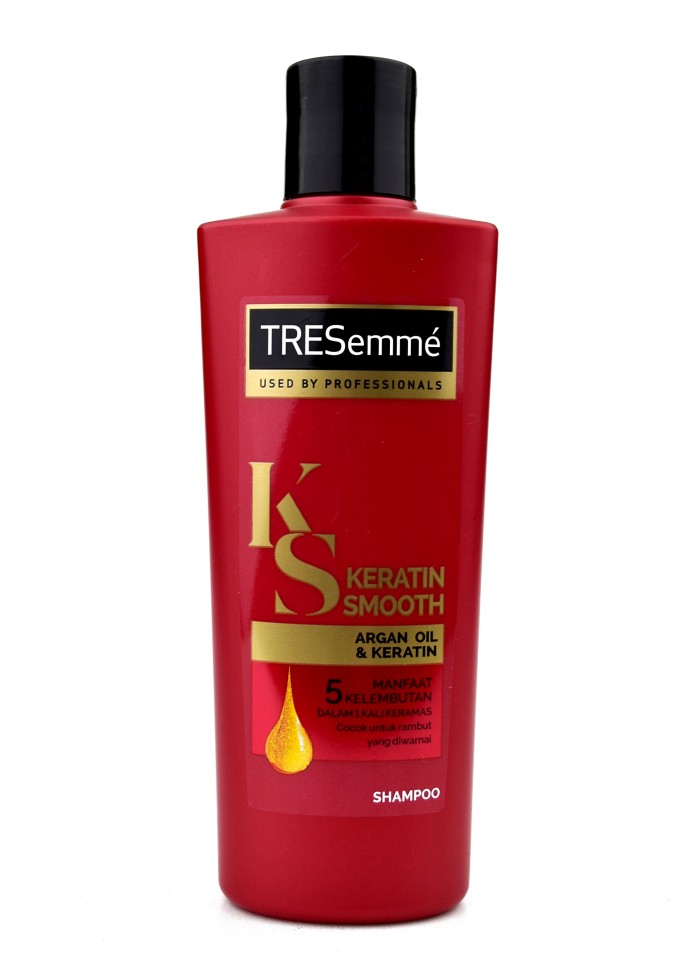 TRESemmé
USED BY PROFESSIONALS
KS
KERATIN
SMOOTH
ARGAN OIL
& KERATIN
5 MANFAAT
KELEMBUTAN
DALAM 1 KALI KERAMAS
Cocok untuk rambut
yang diwarnai
SHAMPOO